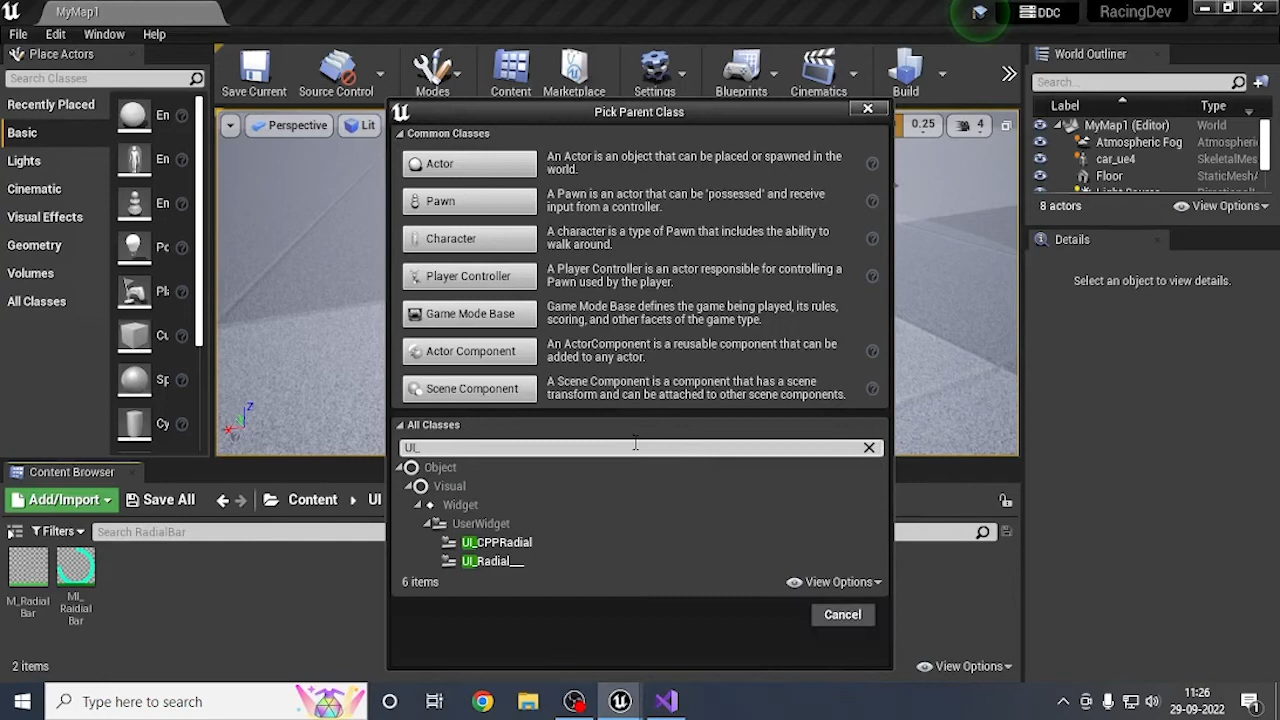 MyMap1
DDC
RacingDev
File Edit Window Help
Place Actors
Search Classes
Recently Placed
Basic
Lights
Cinematic
Visual Effects
Geometry
Volumes
All Classes
Save Current
Source Control
Modes
Content
Marketplace
Settings
Blueprints
Cinematics
Build
Perspective
Lit
0.25
4
Pick Parent Class
Common Classes
Actor
An Actor is an object that can be placed or spawned in the
world.
Pawn
A Pawn is an actor that can be 'possessed' and receive
input from a controller.
Character
A character is a type of Pawn that includes the ability to
walk around.
Player Controller
A Player Controller is an actor responsible for controlling a
Pawn used by the player.
Game Mode Base
Game Mode Base defines the game being played, its rules,
scoring, and other facets of the game type.
Actor Component
An ActorComponent is a reusable component that can be
added to any actor.
Scene Component
A Scene Component is a component that has a scene
transform and can be attached to other scene components.
All Classes
UI_
Object
Visual
Widget
UserWidget
UI_CPPRadial
UI_Radial__
6 items
View Options
Cancel
World Outliner
Search...
Label Type
MyMap1 (Editor) World
Atmospheric Fog Atmospheric
car_ue4 SkeletalMes
Floor StaticMeshA
8 actors
View Options
Details
Select an object to view details.
Content Browser
Add/Import
Save All
Content
UI
Filters
Search RadialBar
M_Radial
Bar
MI_
Raidial
Bar
2 items
View Options
Type here to search
11:26
29-09-2022
1